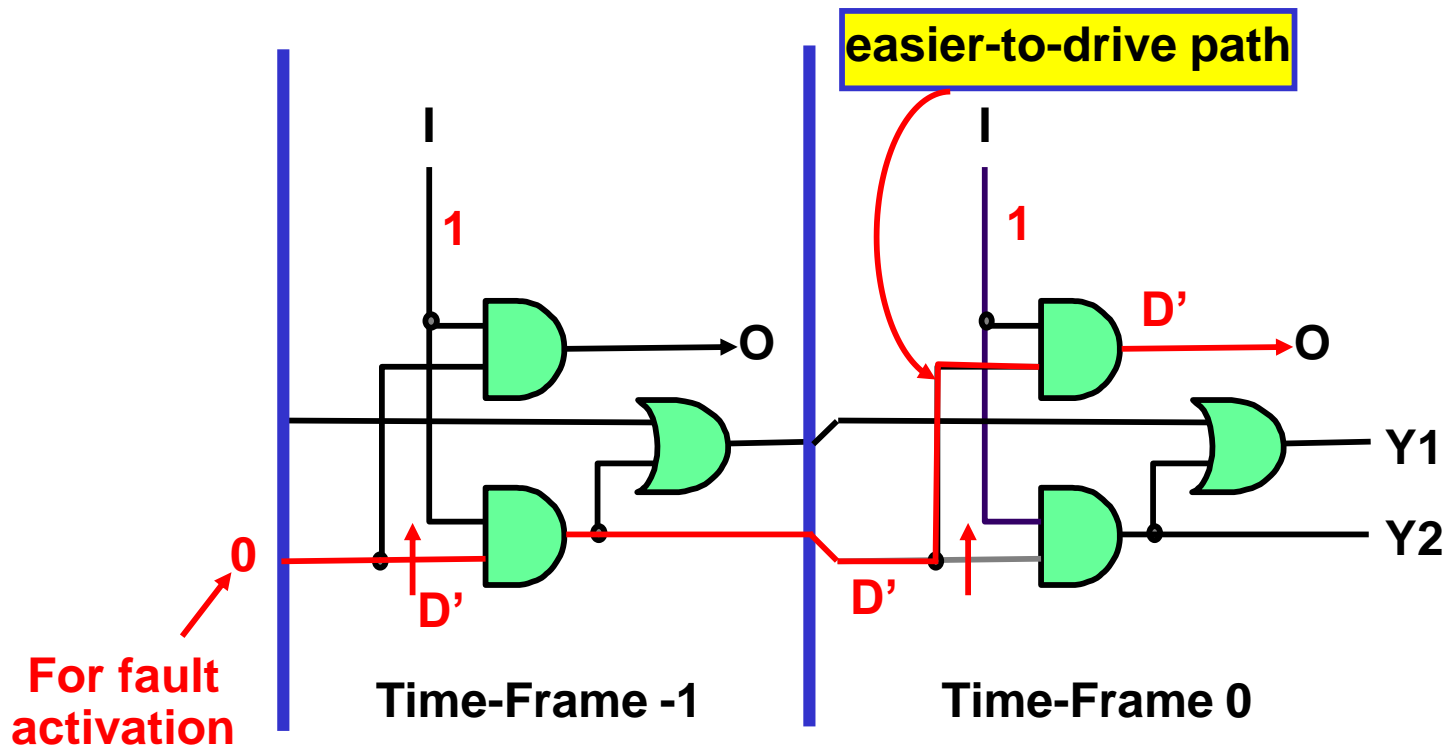 easier-to-drive path
I
I
1
1
D’
O
O
Y1
0
Y2
D’
D’
For fault
activation
Time-Frame -1
Time-Frame 0